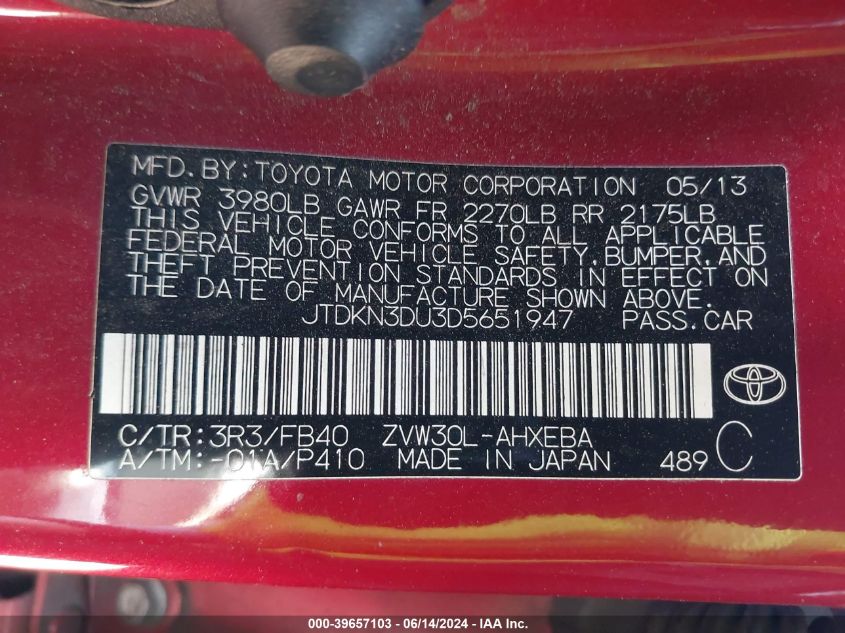 MFD.BY:TOYOTA MOTOR CORPORATION 05/13
GVWR 3980LB GAWR FR 2270LB RR 2175LB
THIS VEHICLE CONFORMS TO ALL APPLICABLE
FEDERAL MOTOR VEHICLE SAFETY,BUMPER,AND
THEFT PREVENTION STANDARDS IN EFFECT ON
THE DATE OF MANUFACTURE SHOWN ABOVE.
JTDKN3DU3D5651947 PASS.CAR
C/TR:3R3/FB40 ZVW30L-AHXEBA
A/TM:-01A/P410 MADE IN JAPAN 489 C
000-39657103 - 06/14/2024 - IAA Inc.